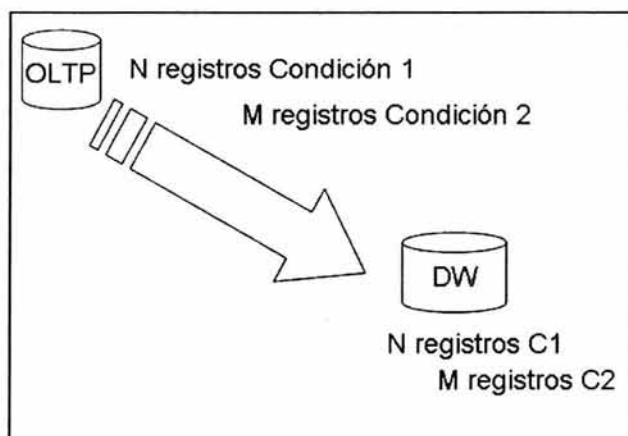 OLTP
N registros Condición 1
M registros Condición 2
DW
N registros C1
M registros C2